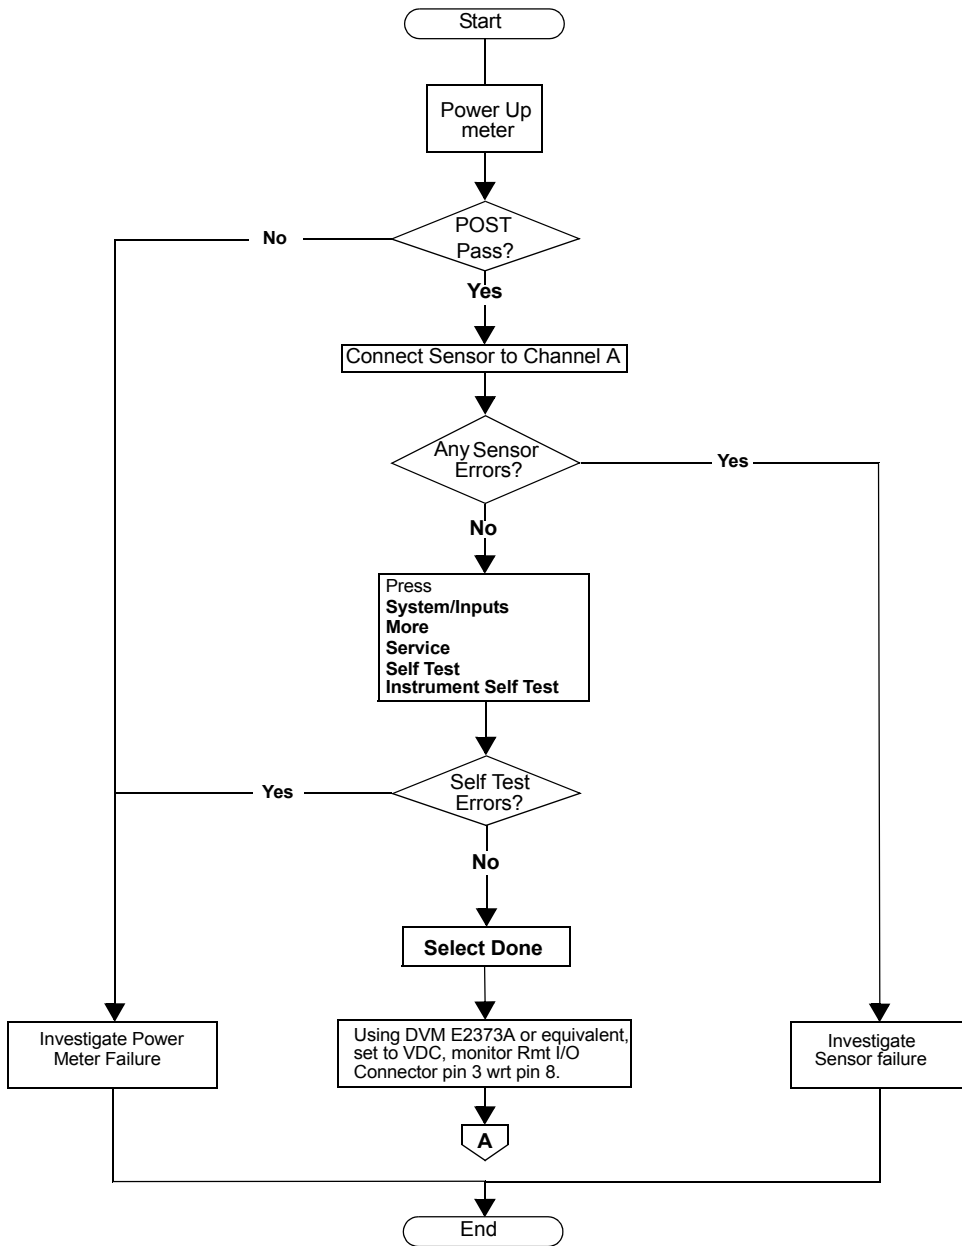 Start
Power Up
meter
POST
Pass?
No
Yes
Connect Sensor to Channel A
Any Sensor
Errors?
Yes
No
Press
System/Inputs
More
Service
Self Test
Instrument Self Test
Self Test
Errors?
Yes
No
Select Done
Investigate Power
Meter Failure
Using DVM E2373A or equivalent,
set to VDC, monitor Rmt I/O
Connector pin 3 wrt pin 8.
Investigate
Sensor failure
A
End